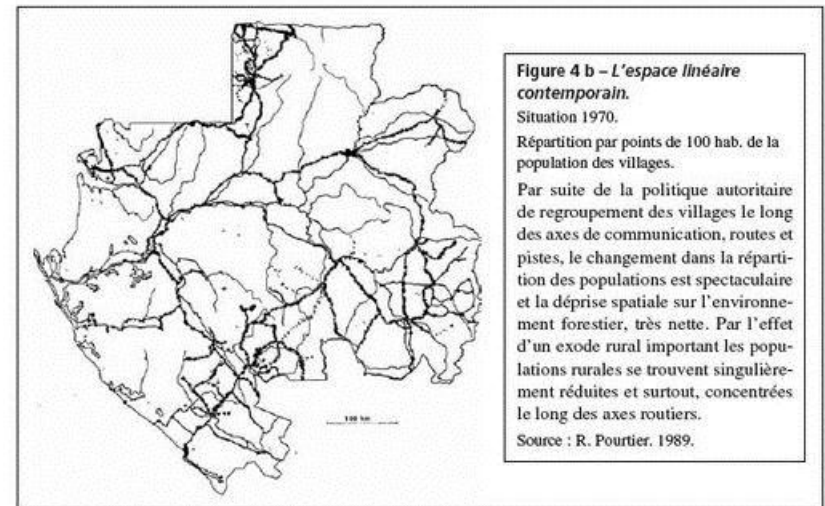 Figure 4 b – L'espace linéaire
contemporain.
Situation 1970.
Répartition par points de 100 hab. de la
population des villages.
Par suite de la politique autoritaire
de regroupement des villages le long
des axes de communication, routes et
pistes, le changement dans la réparti-
tion des populations est spectaculaire
et la déprise spatiale sur l'environne-
ment forestier, très nette. Par l'effet
d'un exode rural important les popu-
lations rurales se trouvent singulière-
ment réduites et surtout, concentrées
le long des axes routiers.
Source : R. Pourtier. 1989.
100 km